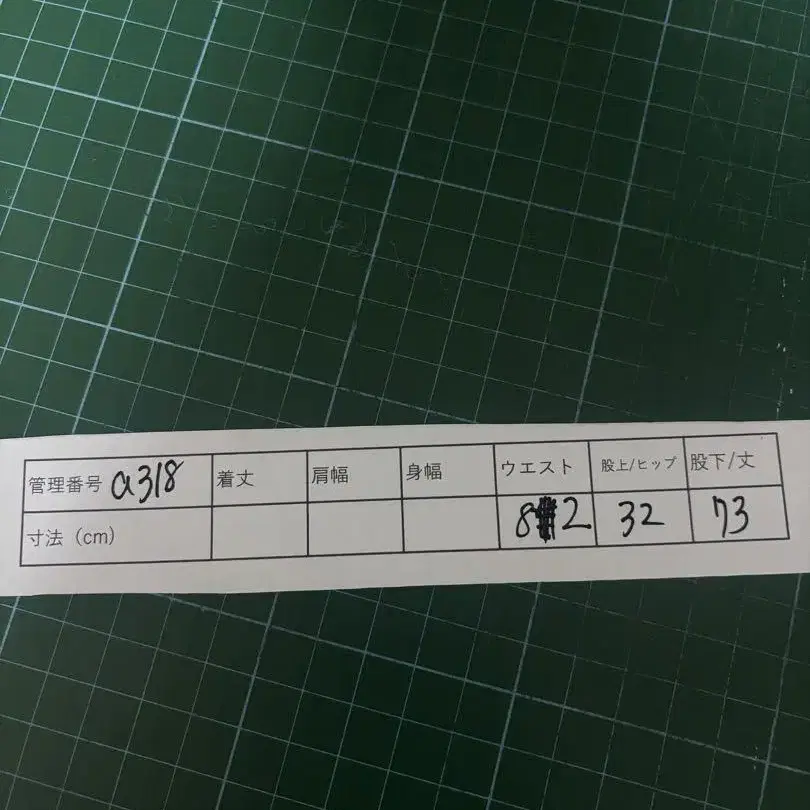 管理番号 a318 着丈 肩幅 身幅 ウエスト 股上/ヒップ 股下/丈
寸法（cm） 82 32 73